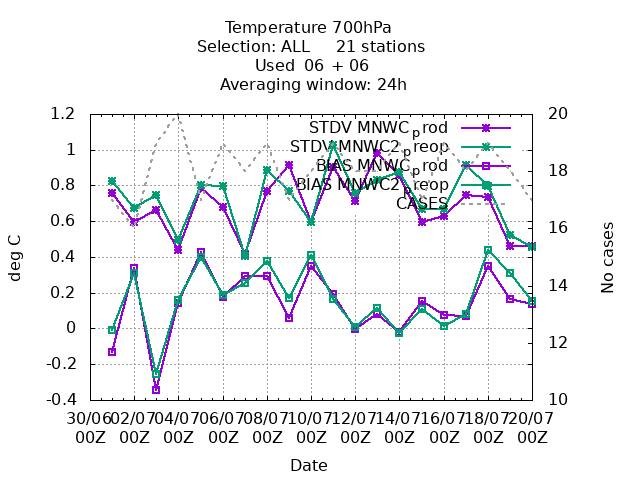 Temperature 700hPa
Selection: ALL 21 stations
Used 06 + 06
Averaging window: 24h
1.2
1
0.8
0.6
0.4
0.2
0
-0.2
-0.4
deg C
20
18
16
14
12
10
No cases
STDV MNWC_prod
STDV MNWC2_preop
BIAS MNWC_prod
BIAS MNWC2_preop
CASES
30/06 02/07 04/07 06/07 08/07 10/07 12/07 14/07 16/07 18/07 20/07
00Z 00Z 00Z 00Z 00Z 00Z 00Z 00Z 00Z 00Z 00Z
Date